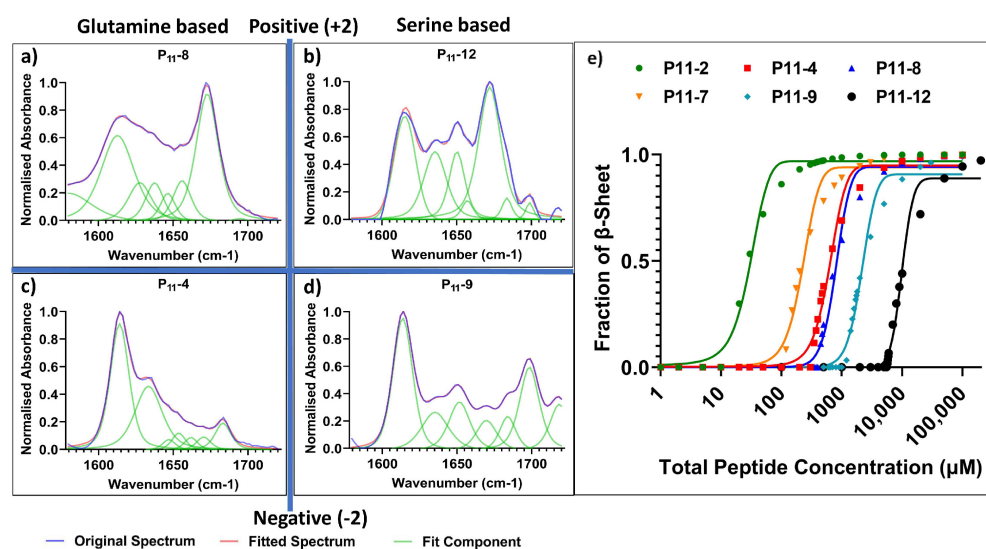 Glutamine based Positive (+2) Serine based
a) P11-8
Normalised Absorbance
1.0
0.8
0.6
0.4
0.2
0.0
1600 1650 1700
Wavenumber (cm-1)
b) P11-12
Normalised Absorbance
1.0
0.8
0.6
0.4
0.2
0.0
1600 1650 1700
Wavenumber (cm-1)
c) P11-4
Normalised Absorbance
1.0
0.8
0.6
0.4
0.2
0.0
1600 1650 1700
Wavenumber (cm-1)
d) P11-9
Normalised Absorbance
1.0
0.8
0.6
0.4
0.2
0.0
1600 1650 1700
Wavenumber (cm-1)
Negative (-2)
Original Spectrum Fitted Spectrum Fit Component
e) P11-2 P11-4 P11-8
P11-7 P11-9 P11-12
Fraction of β-Sheet
1.0
0.5
0.0
1 10 100 1000 10,000 100,000
Total Peptide Concentration (μM)